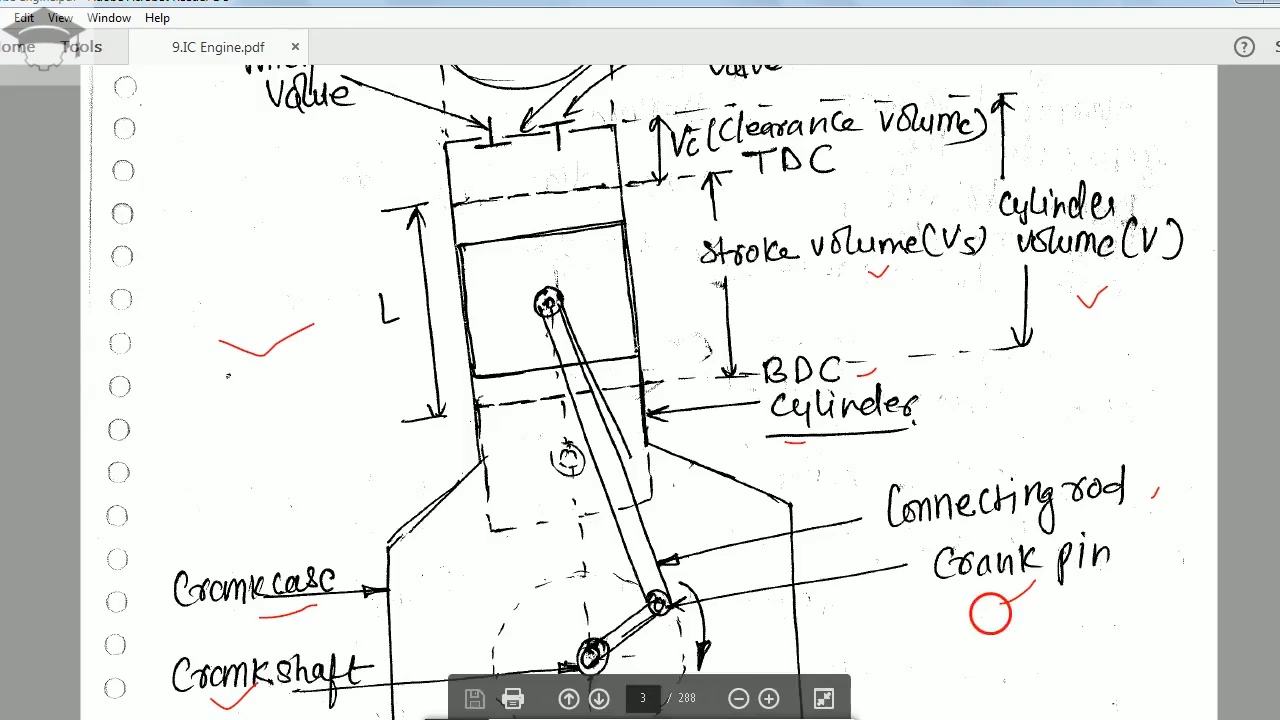 Edit View Window Help
Tools
9.IC Engine.pdf ×
?
Value
Vc (Clearance volume)
TDC
cylinder
volume (V)
stroke volume (Vs)
L
BDC
cylinder
Connecting rod
Crank pin
Crankcase
Crankshaft
3 / 288